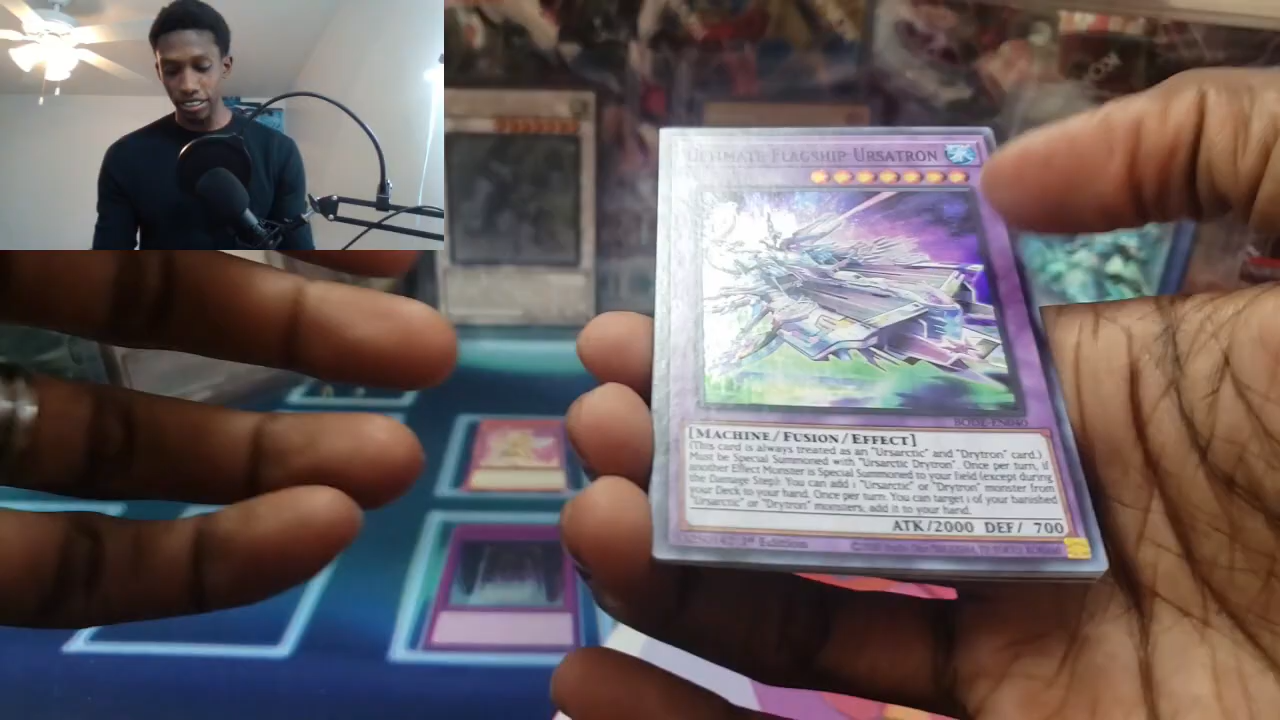 ULTIMATE FLAGSHIP URSATRON
BODE-EN040
[MACHINE/FUSION/EFFECT]
(This card is always treated as an "Ursarctic" and "Drytron" card.)
Must be Special Summoned with "Ursarctic Drytron". Once per turn, if
another Effect Monster is Special Summoned to your field (except during
the Damage Step): You can add 1 "Ursarctic" or "Drytron" monster from
your Deck to your hand. Once per turn: You can target 1 of your banished
"Ursarctic" or "Drytron" monsters; add it to your hand.
ATK/2000 DEF/ 700
1st Edition